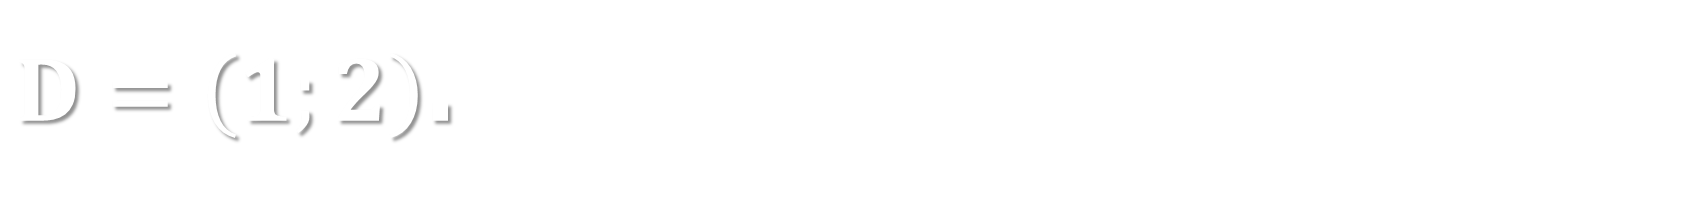 D = (1; 2).